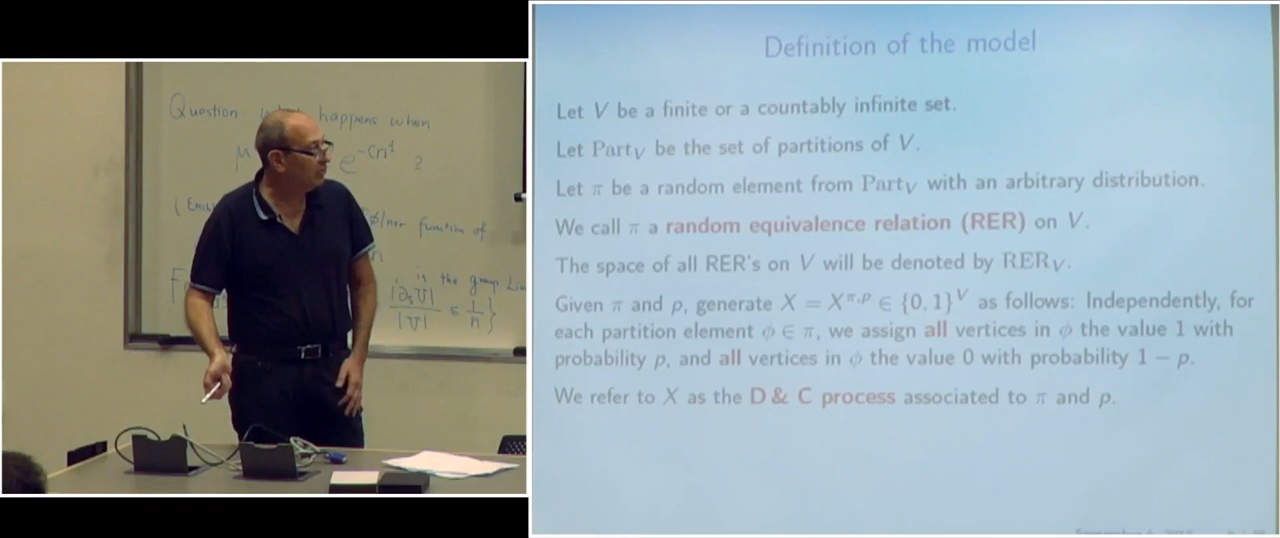 Question
happens when
μ e^{-cn^{4}} ?
/ner function of
is the group
|∂ₛU|
|U|
≤ 1/n }
Definition of the model
Let V be a finite or a countably infinite set.
Let Part_V be the set of partitions of V.
Let π be a random element from Part_V with an arbitrary distribution.
We call π a random equivalence relation (RER) on V.
The space of all RER's on V will be denoted by RER_V.
Given π and p, generate X = X^{π,p} ∈ {0, 1}^V as follows: Independently, for
each partition element ϕ ∈ π, we assign all vertices in ϕ the value 1 with
probability p, and all vertices in ϕ the value 0 with probability 1 − p.
We refer to X as the D & C process associated to π and p.